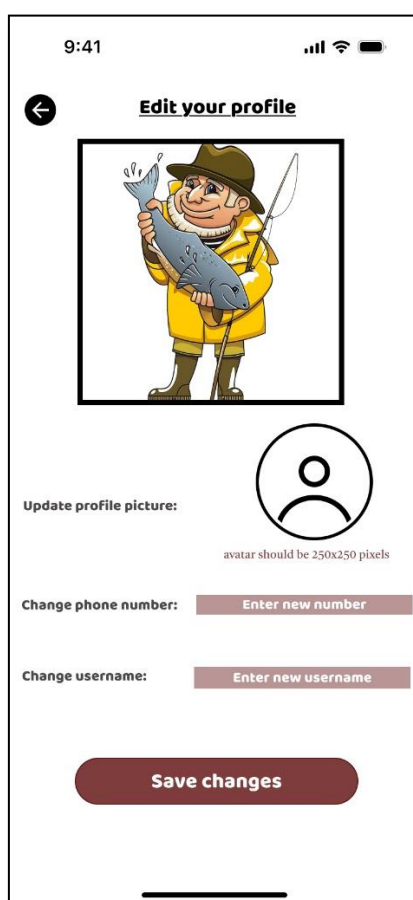 9:41
Edit your profile
Update profile picture:
avatar should be 250x250 pixels
Change phone number: Enter new number
Change username: Enter new username
Save changes